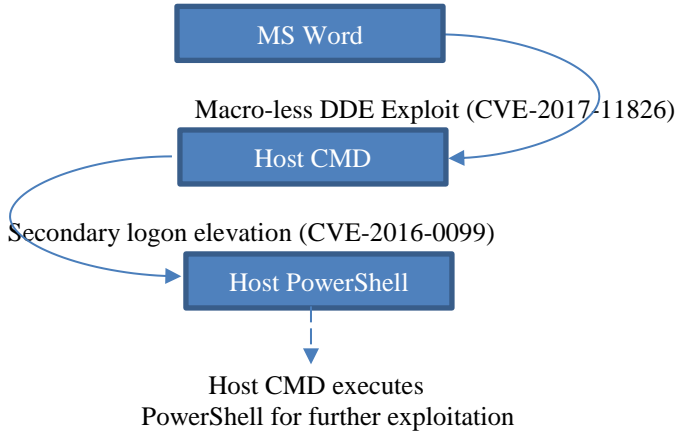 MS Word
Macro-less DDE Exploit (CVE-2017-11826)
Host CMD
Secondary logon elevation (CVE-2016-0099)
Host PowerShell
Host CMD executes
PowerShell for further exploitation